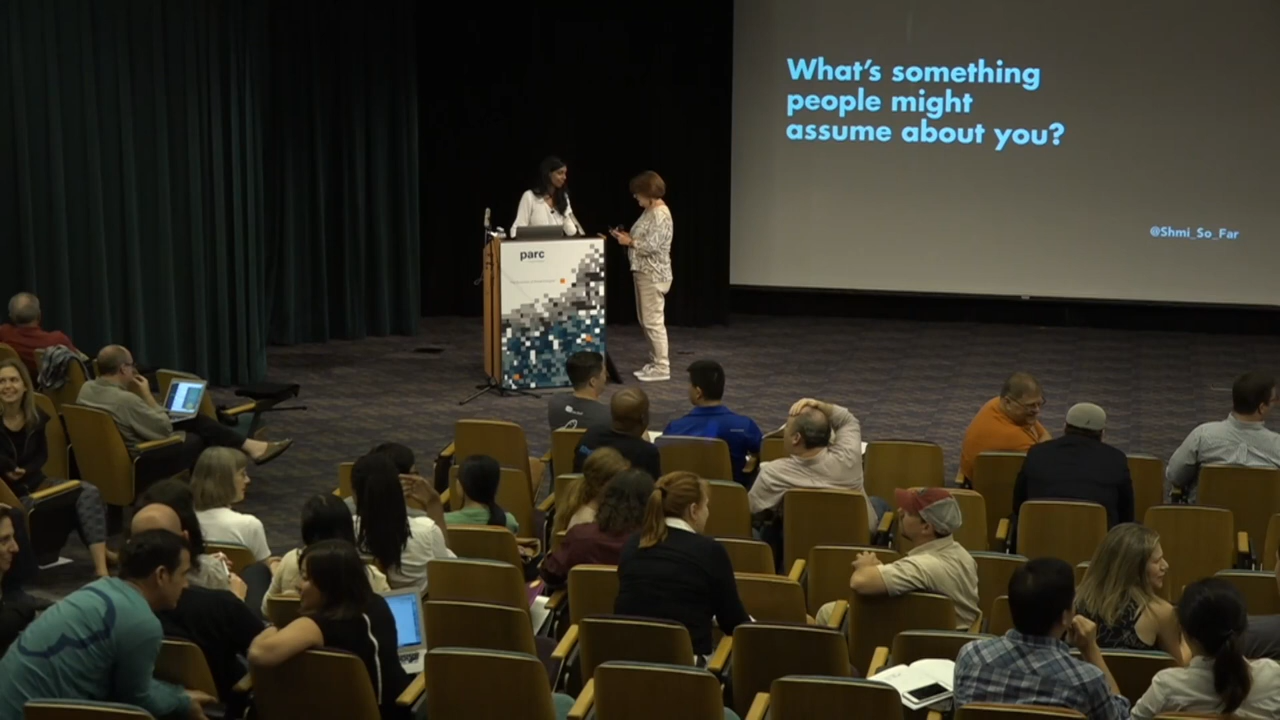 What's something
people might
assume about you?
@Shmi_So_Far
parc